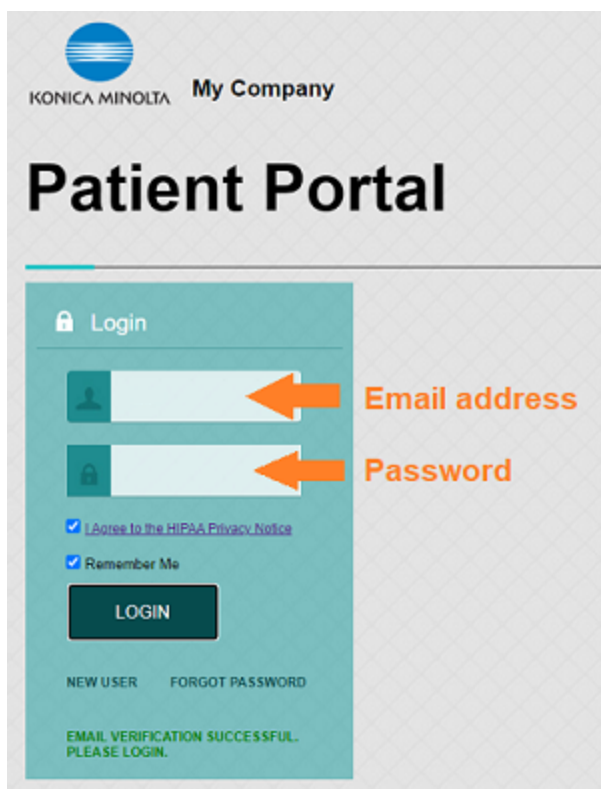 KONICA MINOLTA My Company
Patient Portal
Login
Email address
Password
I Agree to the HIPAA Privacy Notice
Remember Me
LOGIN
NEW USER FORGOT PASSWORD
EMAIL VERIFICATION SUCCESSFUL.
PLEASE LOGIN.